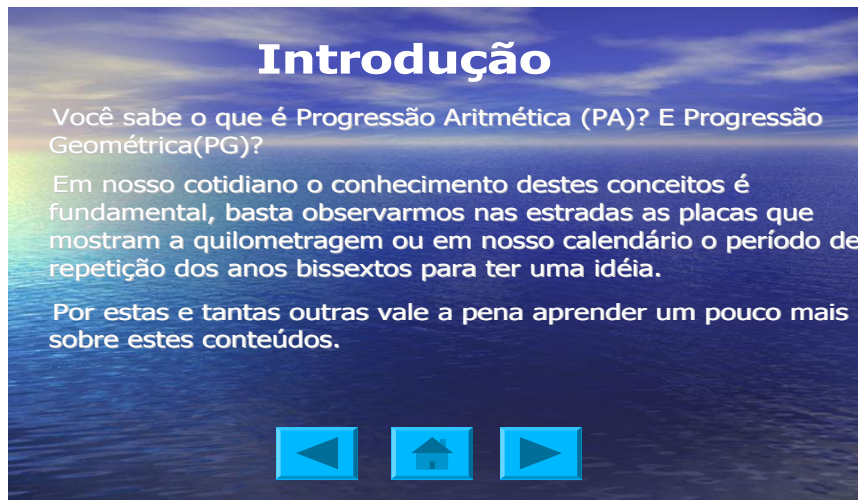 Introdução
Você sabe o que é Progressão Aritmética (PA)? E Progressão
Geométrica(PG)?
Em nosso cotidiano o conhecimento destes conceitos é
fundamental, basta observarmos nas estradas as placas que
mostram a quilometragem ou em nosso calendário o período de
repetição dos anos bissextos para ter uma idéia.
Por estas e tantas outras vale a pena aprender um pouco mais
sobre estes conteúdos.